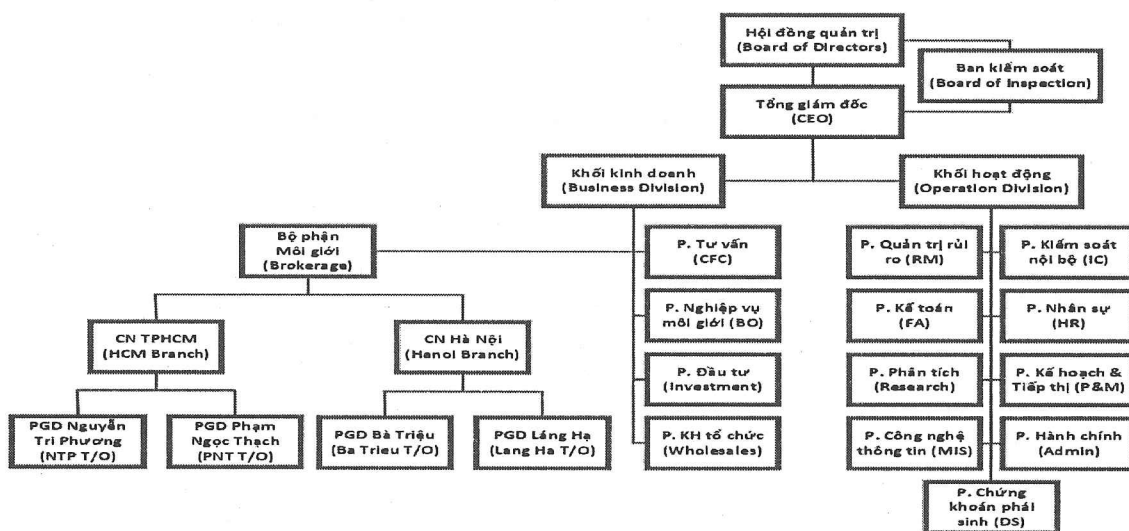 Hội đồng quản trị
(Board of Directors)
Ban kiểm soát
(Board of Inspection)
Tổng giám đốc
(CEO)
Khối kinh doanh
(Business Division)
Khối hoạt động
(Operation Division)
Bộ phận
Môi giới
(Brokerage)
P. Tư vấn
(CFC)
P. Quản trị rủi
ro (RM)
P. Kiểm soát
nội bộ (IC)
P. Nghiệp vụ
môi giới (BO)
P. Kế toán
(FA)
P. Nhân sự
(HR)
CN TPHCM
(HCM Branch)
CN Hà Nội
(Hanoi Branch)
P. Đầu tư
(Investment)
P. Phân tích
(Research)
P. Kế hoạch &
Tiếp thị (P&M)
PGD Nguyễn
Tri Phương
(NTP T/O)
PGD Phạm
Ngọc Thạch
(PNT T/O)
PGD Bà Triệu
(Ba Trieu T/O)
PGD Láng Hạ
(Lang Ha T/O)
P. KH tổ chức
(Wholesales)
P. Công nghệ
thông tin (MIS)
P. Hành chính
(Admin)
P. Chứng
khoán phái
sinh (DS)